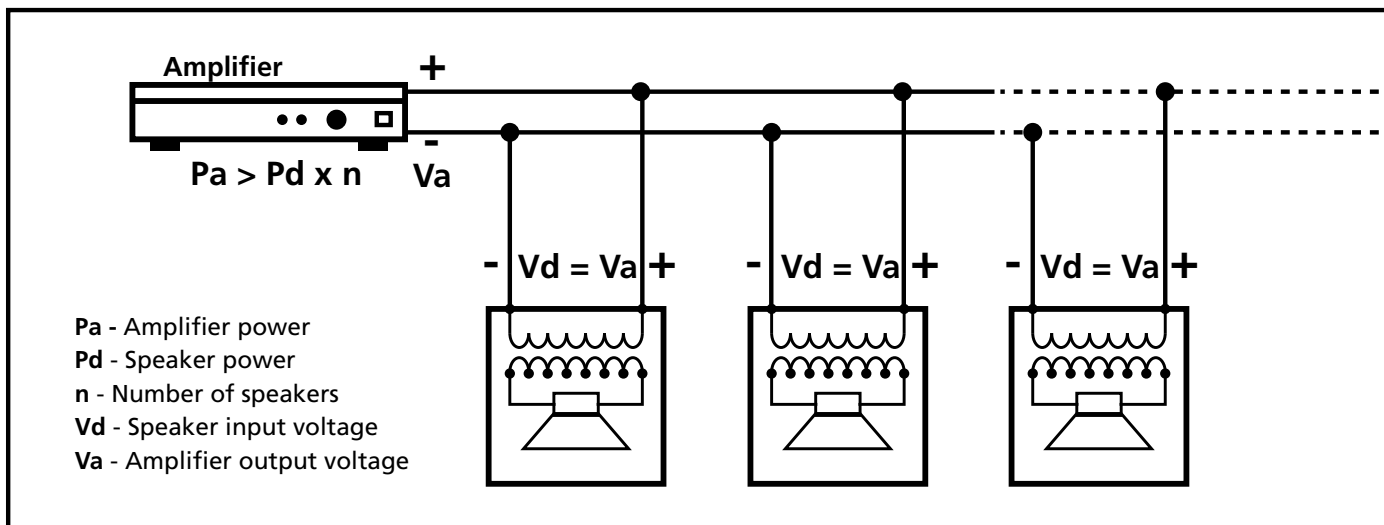 Amplifier
+
-
Pa > Pd x n
Va
- Vd = Va +
- Vd = Va +
- Vd = Va +
Pa - Amplifier power
Pd - Speaker power
n - Number of speakers
Vd - Speaker input voltage
Va - Amplifier output voltage